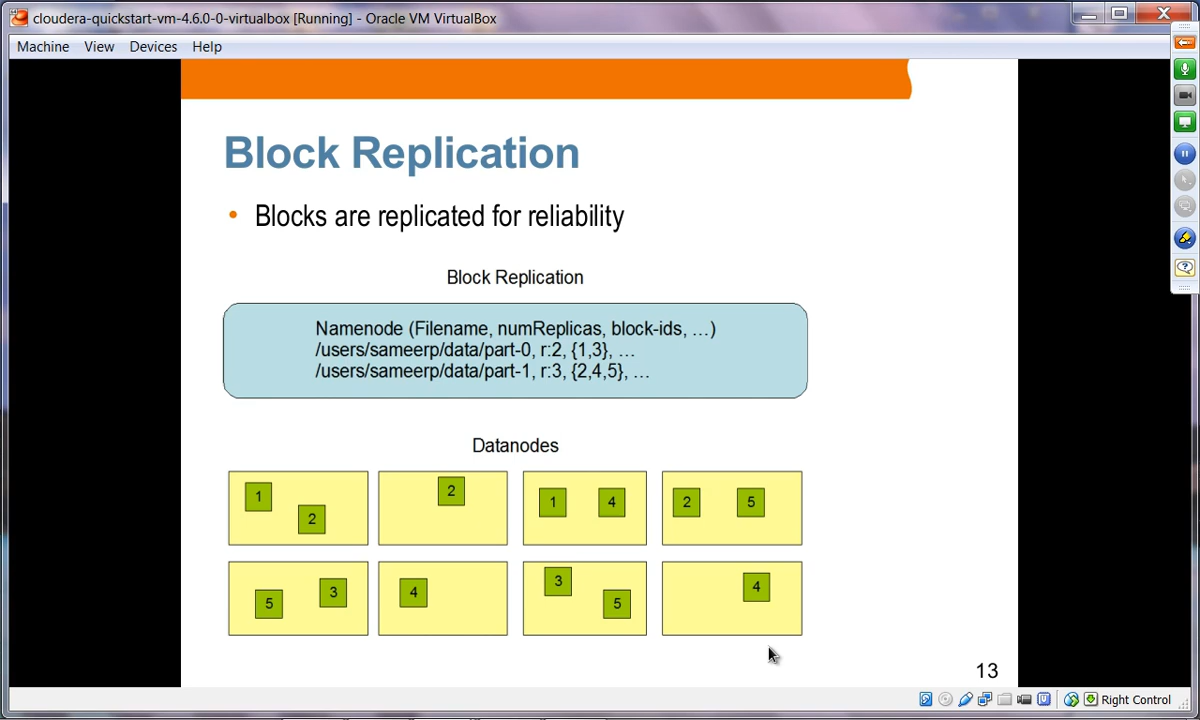 cloudera-quickstart-vm-4.6.0-0-virtualbox [Running] - Oracle VM VirtualBox
Machine View Devices Help
Block Replication
• Blocks are replicated for reliability
Block Replication
Namenode (Filename, numReplicas, block-ids, …)
/users/sameerp/data/part-0, r:2, {1,3}, …
/users/sameerp/data/part-1, r:3, {2,4,5}, …
Datanodes
1 2 2 1 4 2 5
5 3 4 3 5 4
13
Right Control